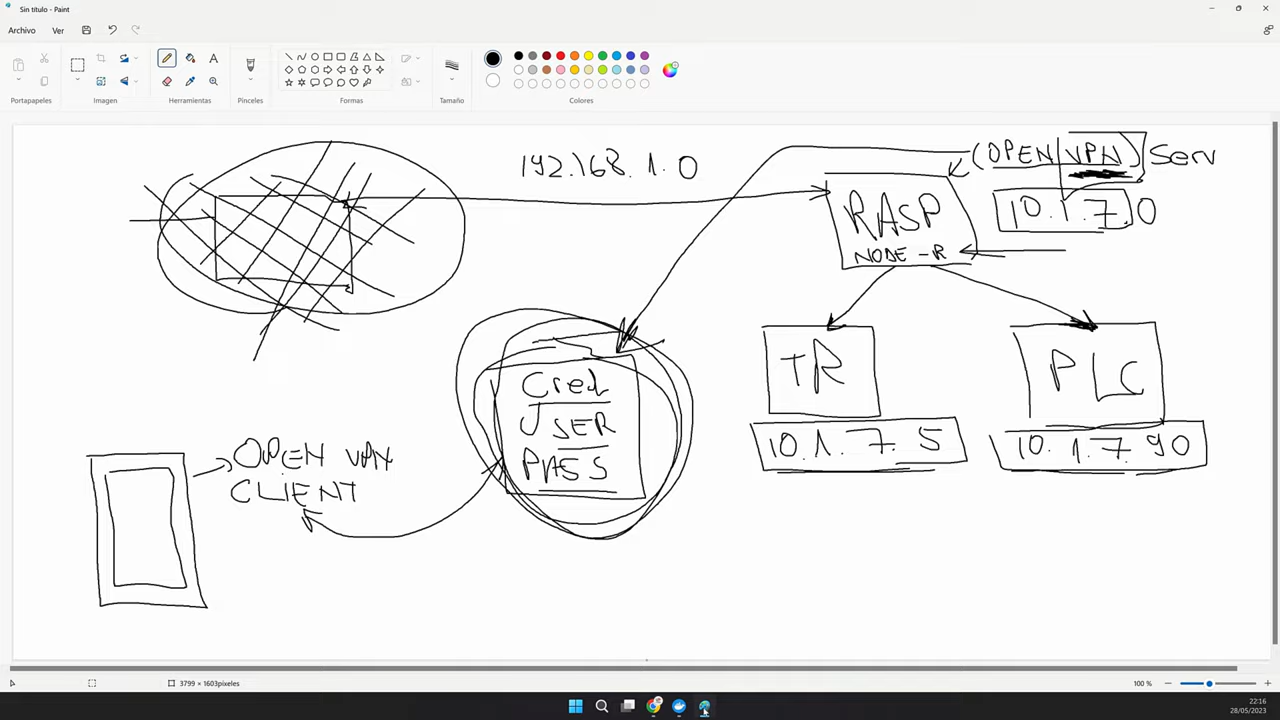 Sin título - Paint
Archivo
Ver
Portapapeles
Imagen
Herramientas
Pinceles
Formas
Tamaño
Colores
192.168.1.0
(OPEN VPN) Serv
RASP
NODE-R
10.1.7.0
TR
PLC
10.1.7.5
10.1.7.90
Cred
USER
PASS
OPEN VPN
CLIENT
3799 × 1603píxeles
100 %
22:16
28/05/2023